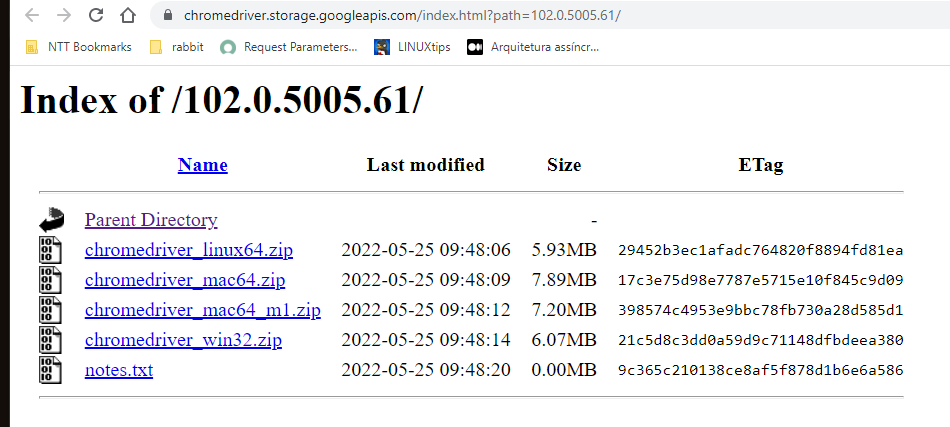 chromedriver.storage.googleapis.com/index.html?path=102.0.5005.61/
NTT Bookmarks rabbit Request Parameters... LINUXtips Arquitetura assíncr...
Index of /102.0.5005.61/
Name Last modified Size ETag
Parent Directory -
chromedriver_linux64.zip 2022-05-25 09:48:06 5.93MB 29452b3ec1afadc764820f8894fd81ea
chromedriver_mac64.zip 2022-05-25 09:48:09 7.89MB 17c3e75d98e7787e5715e10f845c9d09
chromedriver_mac64_m1.zip 2022-05-25 09:48:12 7.20MB 398574c4953e9bbc78fb730a28d585d1
chromedriver_win32.zip 2022-05-25 09:48:14 6.07MB 21c5d8c3dd0a59d9c71148dfbdeea380
notes.txt 2022-05-25 09:48:20 0.00MB 9c365c210138ce8af5f878d1b6e6a586